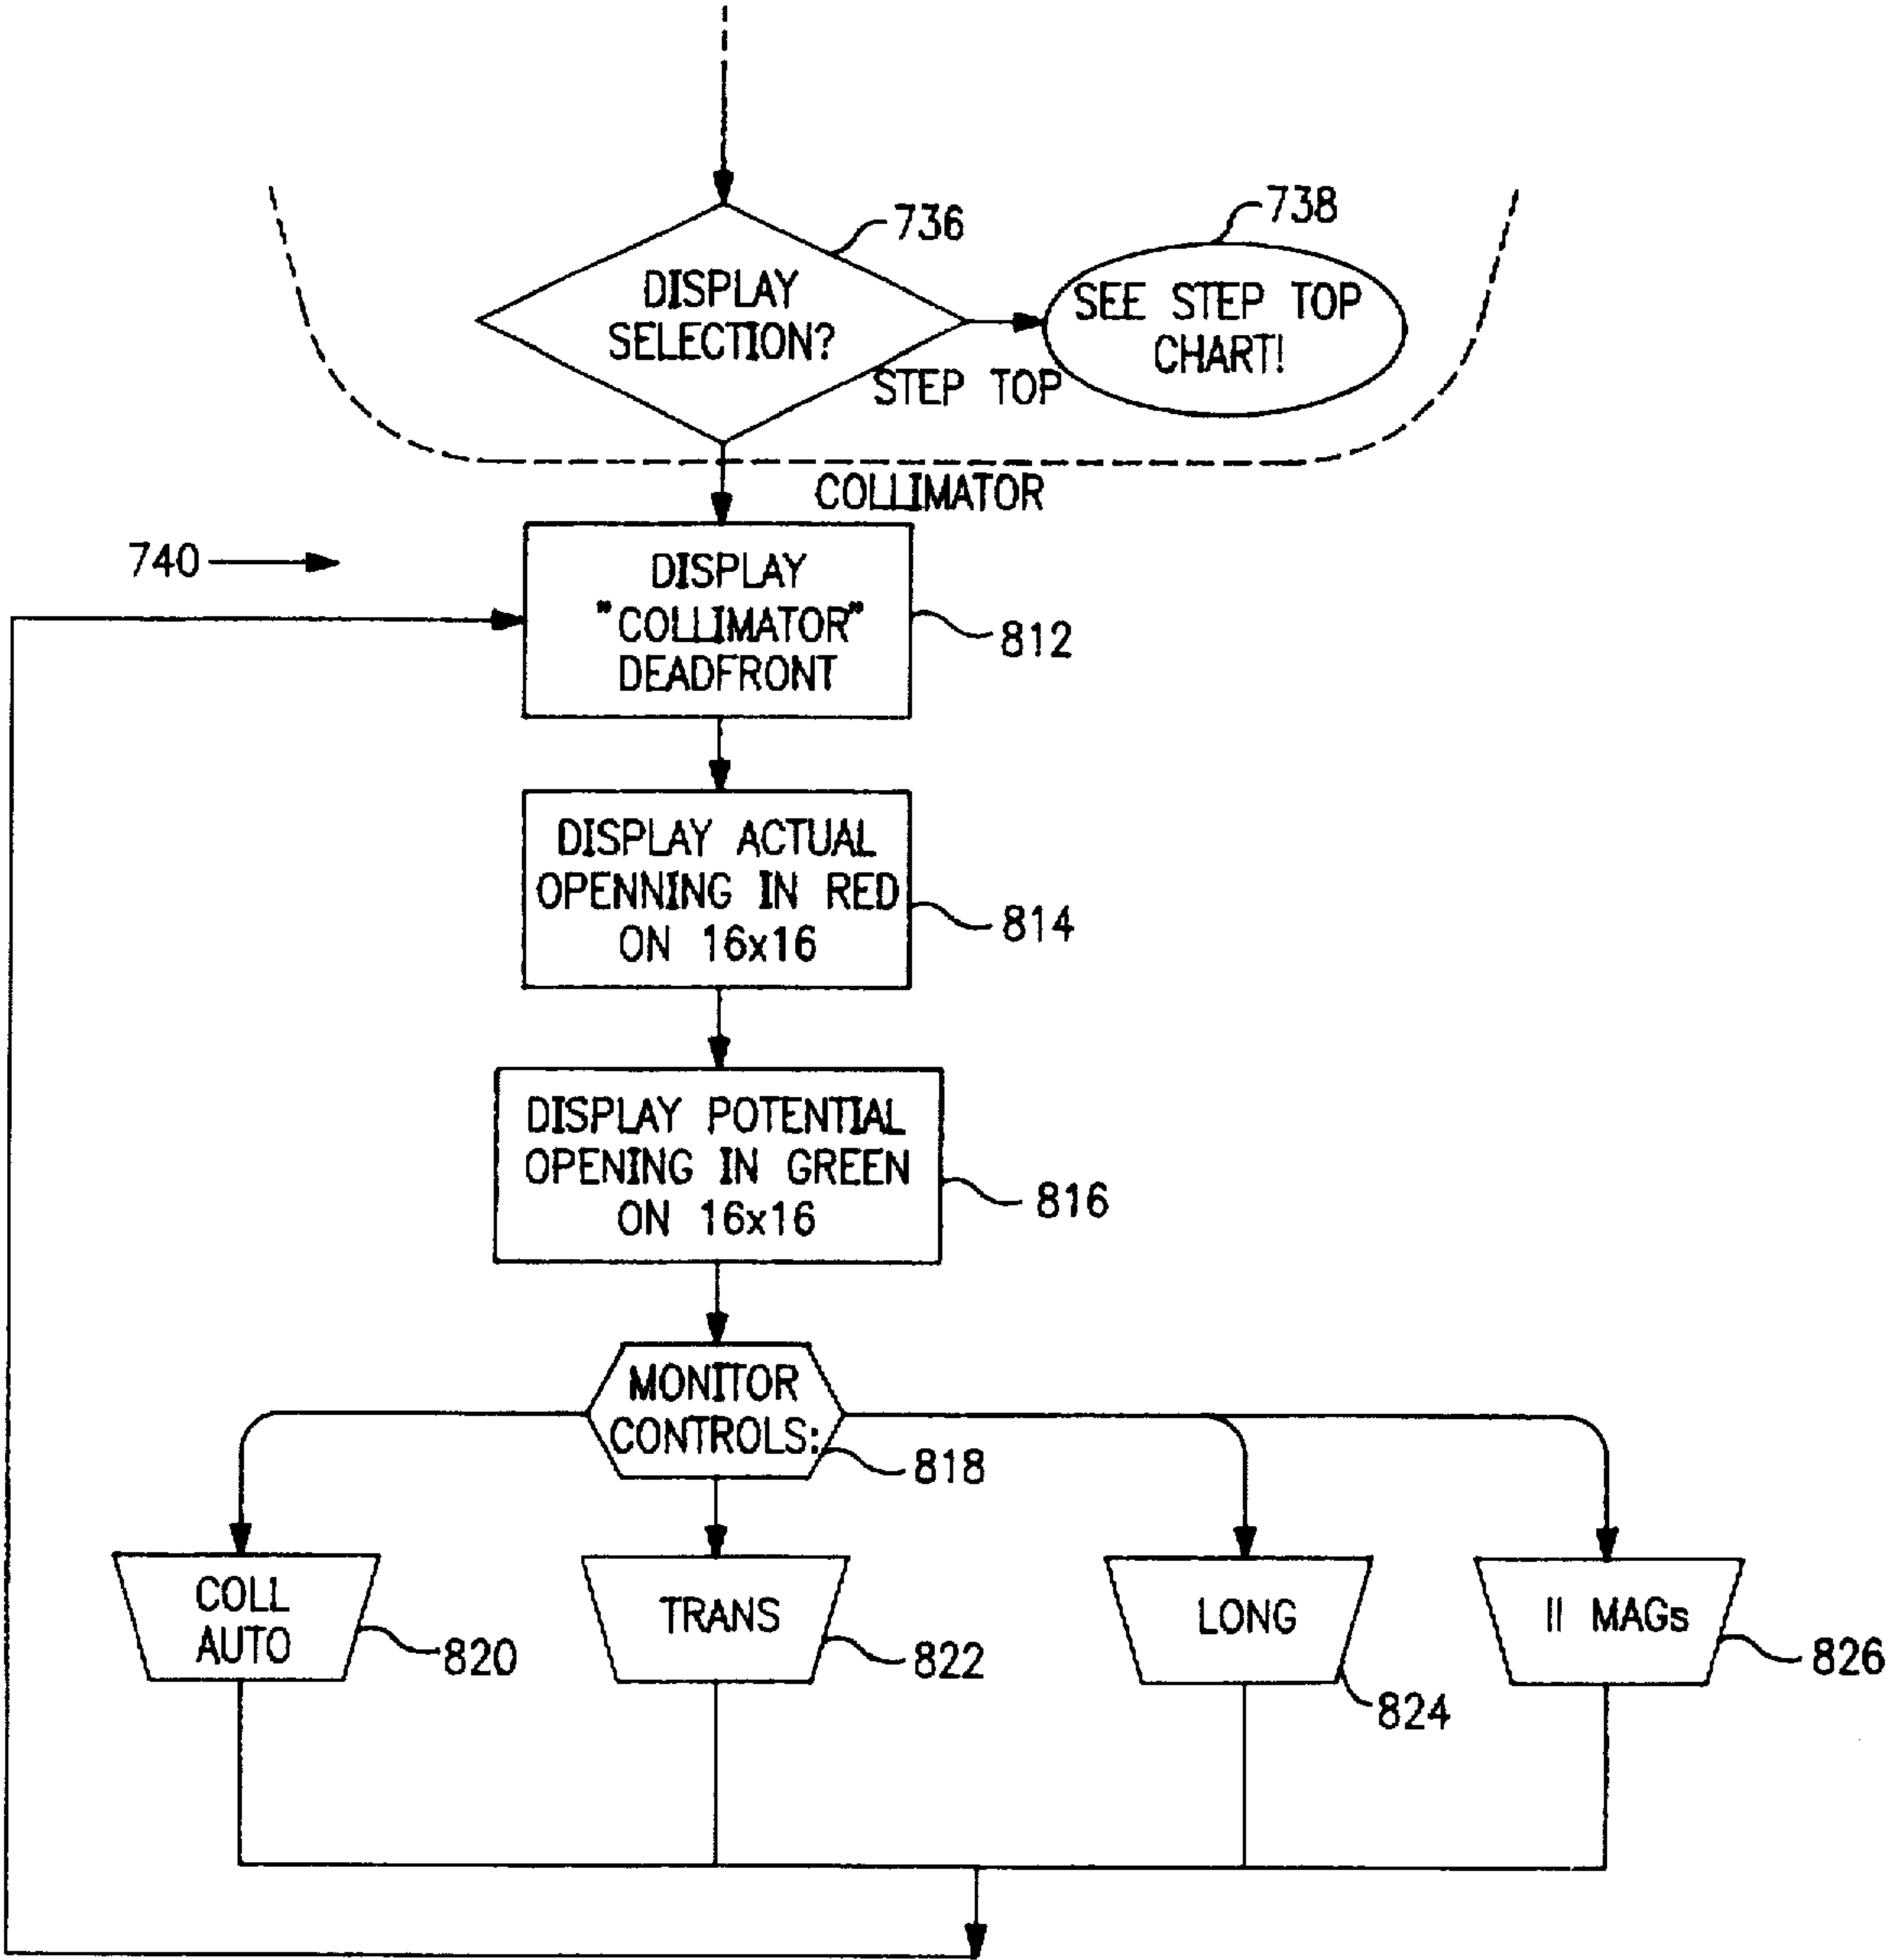 736
738
DISPLAY
SELECTION?
SEE STEP TOP
CHART!
STEP TOP
COLLIMATOR
740
DISPLAY
"COLLIMATOR"
DEADFRONT
812
DISPLAY ACTUAL
OPENNING IN RED
ON 16x16
814
DISPLAY POTENTIAL
OPENING IN GREEN
ON 16x16
816
MONITOR
CONTROLS:
818
COLL
AUTO
820
TRANS
822
LONG
824
II MAGs
826